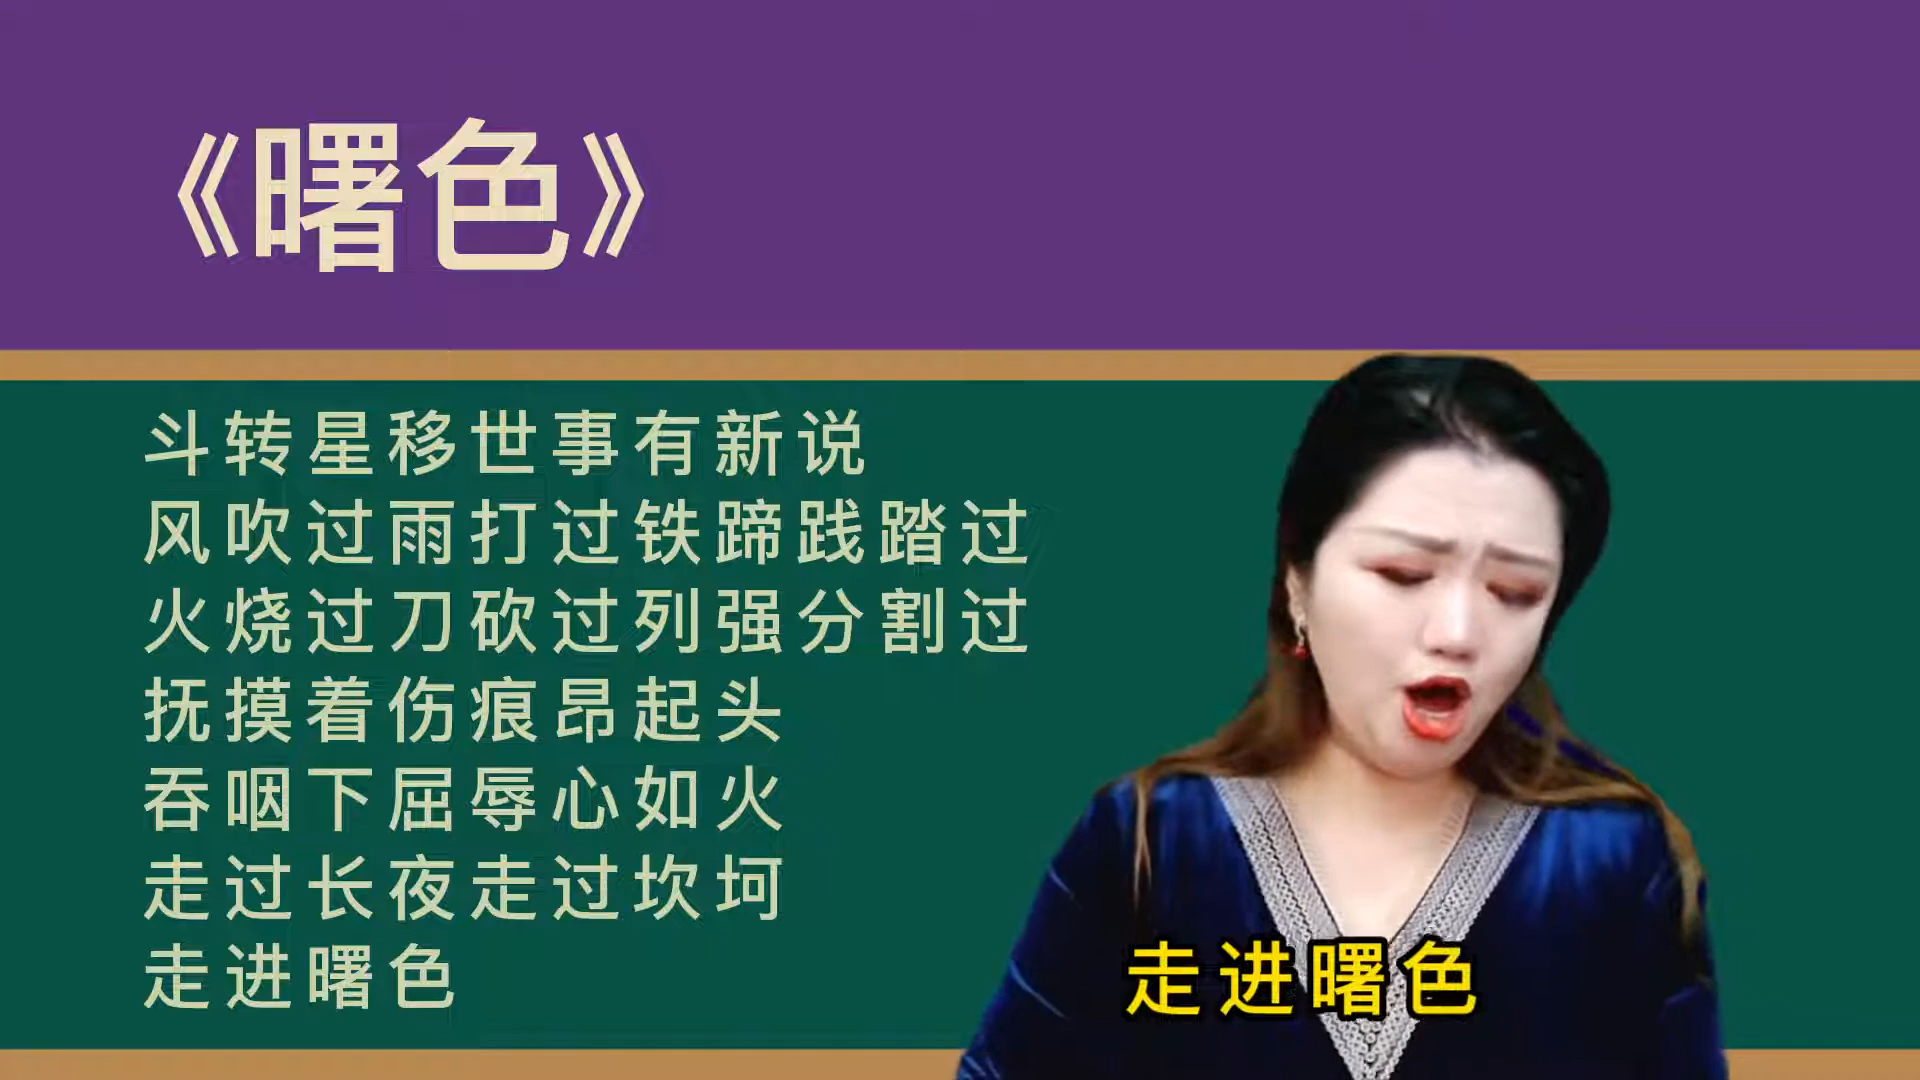 《曙色》
斗转星移世事有新说
风吹过雨打过铁蹄践踏过
火烧过刀砍过列强分割过
抚摸着伤痕昂起头
吞咽下屈辱心如火
走过长夜走过坎坷
走进曙色
走进曙色